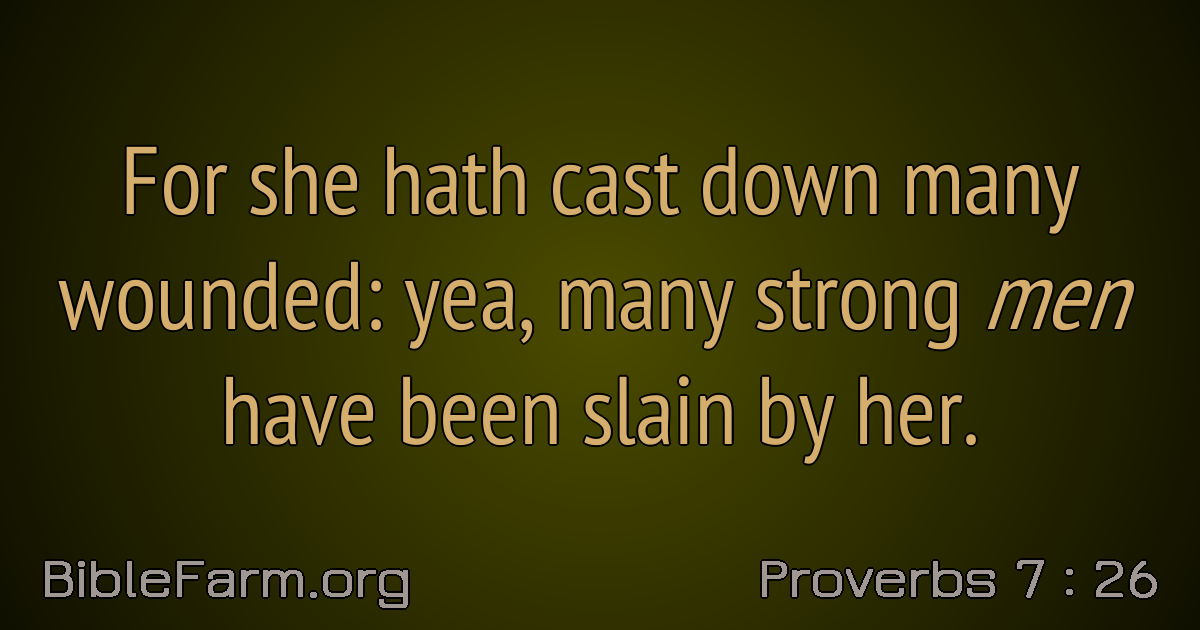 For she hath cast down many
wounded: yea, many strong men
have been slain by her.
BibleFarm.org
Proverbs 7 : 26